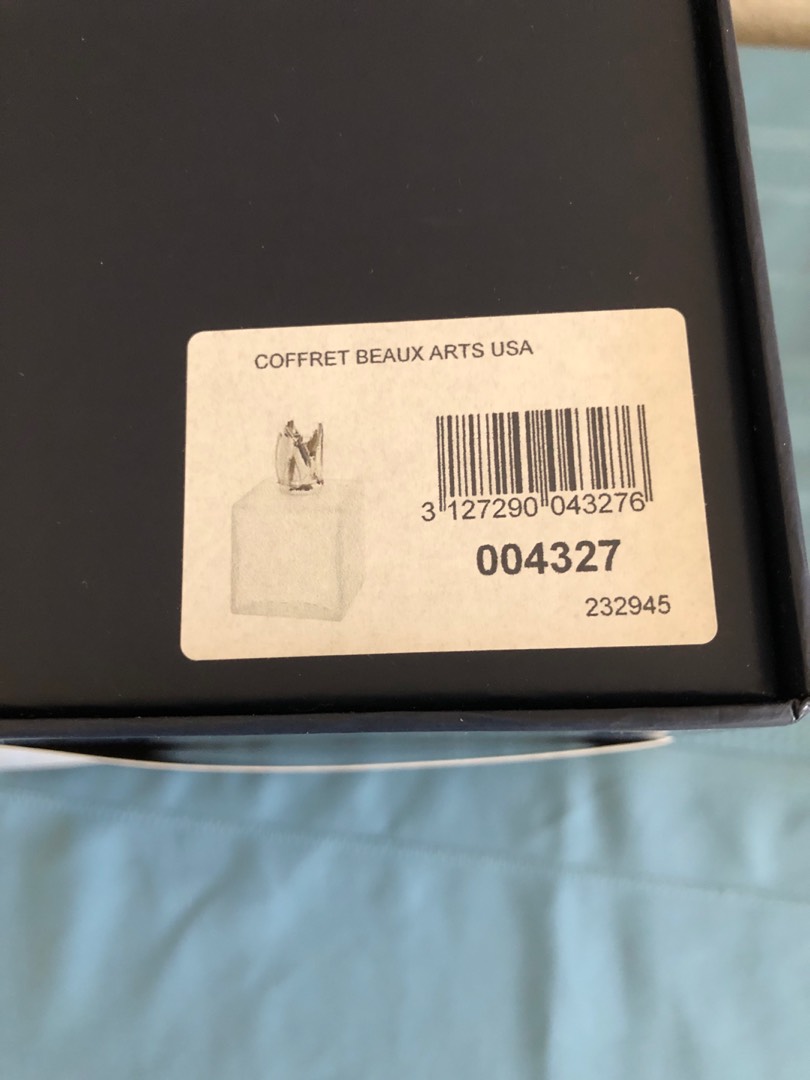 COFFRET BEAUX ARTS USA
3 127290 043276
004327
232945